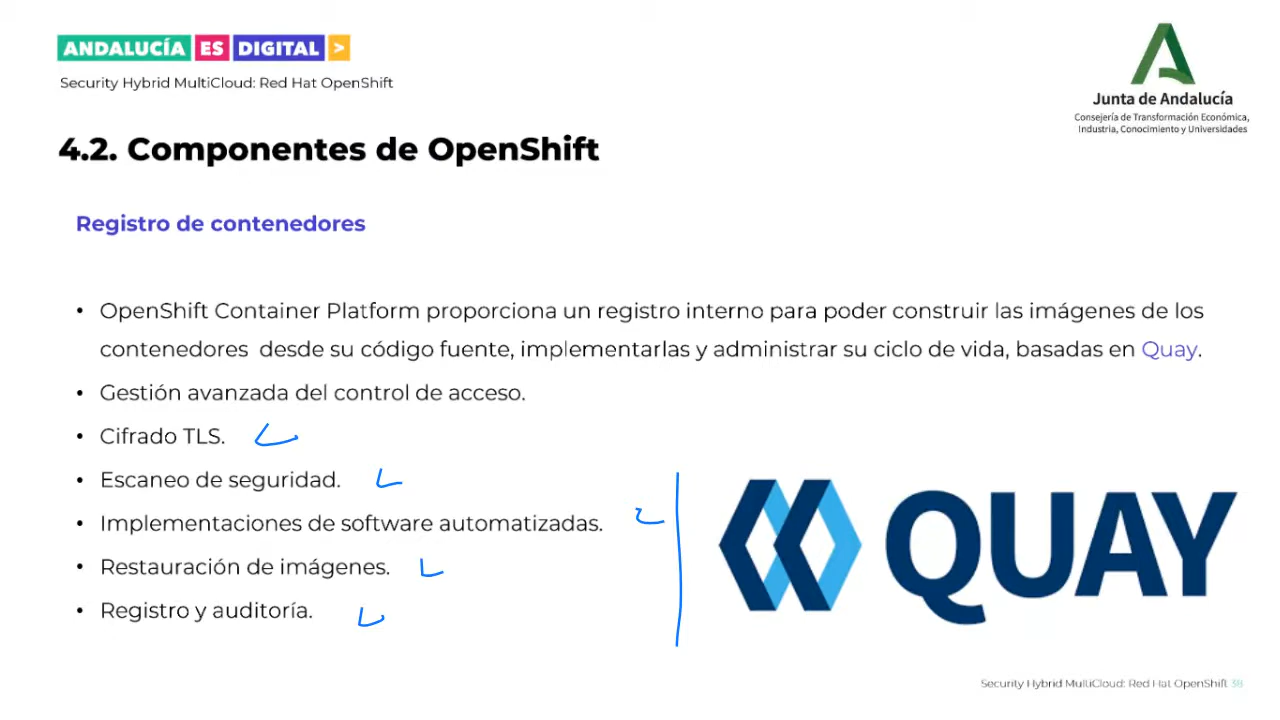 ANDALUCÍA ES DIGITAL >
Security Hybrid MultiCloud: Red Hat OpenShift
Junta de Andalucía
Consejería de Transformación Económica,
Industria, Conocimiento y Universidades
4.2. Componentes de OpenShift
Registro de contenedores
• OpenShift Container Platform proporciona un registro interno para poder construir las imágenes de los
contenedores desde su código fuente, implementarlas y administrar su ciclo de vida, basadas en Quay.
• Gestión avanzada del control de acceso.
• Cifrado TLS.
• Escaneo de seguridad.
• Implementaciones de software automatizadas.
• Restauración de imágenes.
• Registro y auditoría.
QUAY
Security Hybrid MultiCloud: Red Hat OpenShift 38